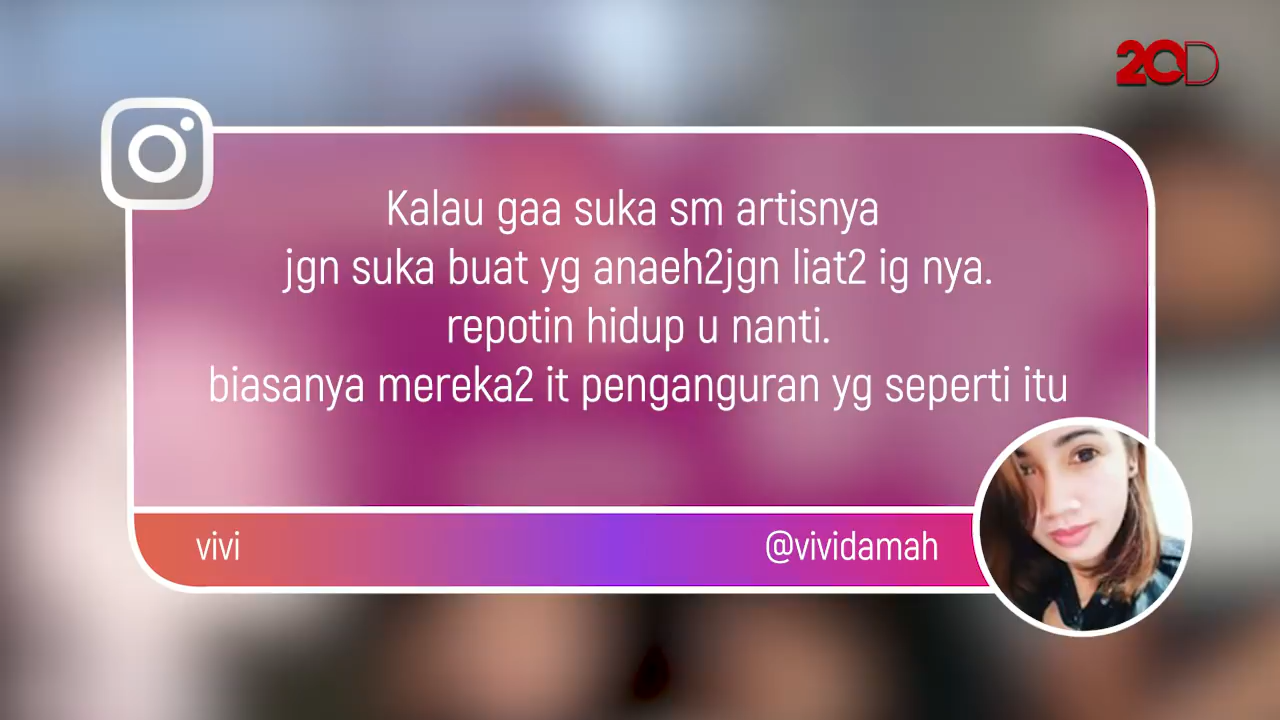 20D
Kalau gaa suka sm artisnya
jgn suka buat yg anaeh2jgn liat2 ig nya.
repotin hidup u nanti.
biasanya mereka2 it penganguran yg seperti itu
vivi
@vividamah